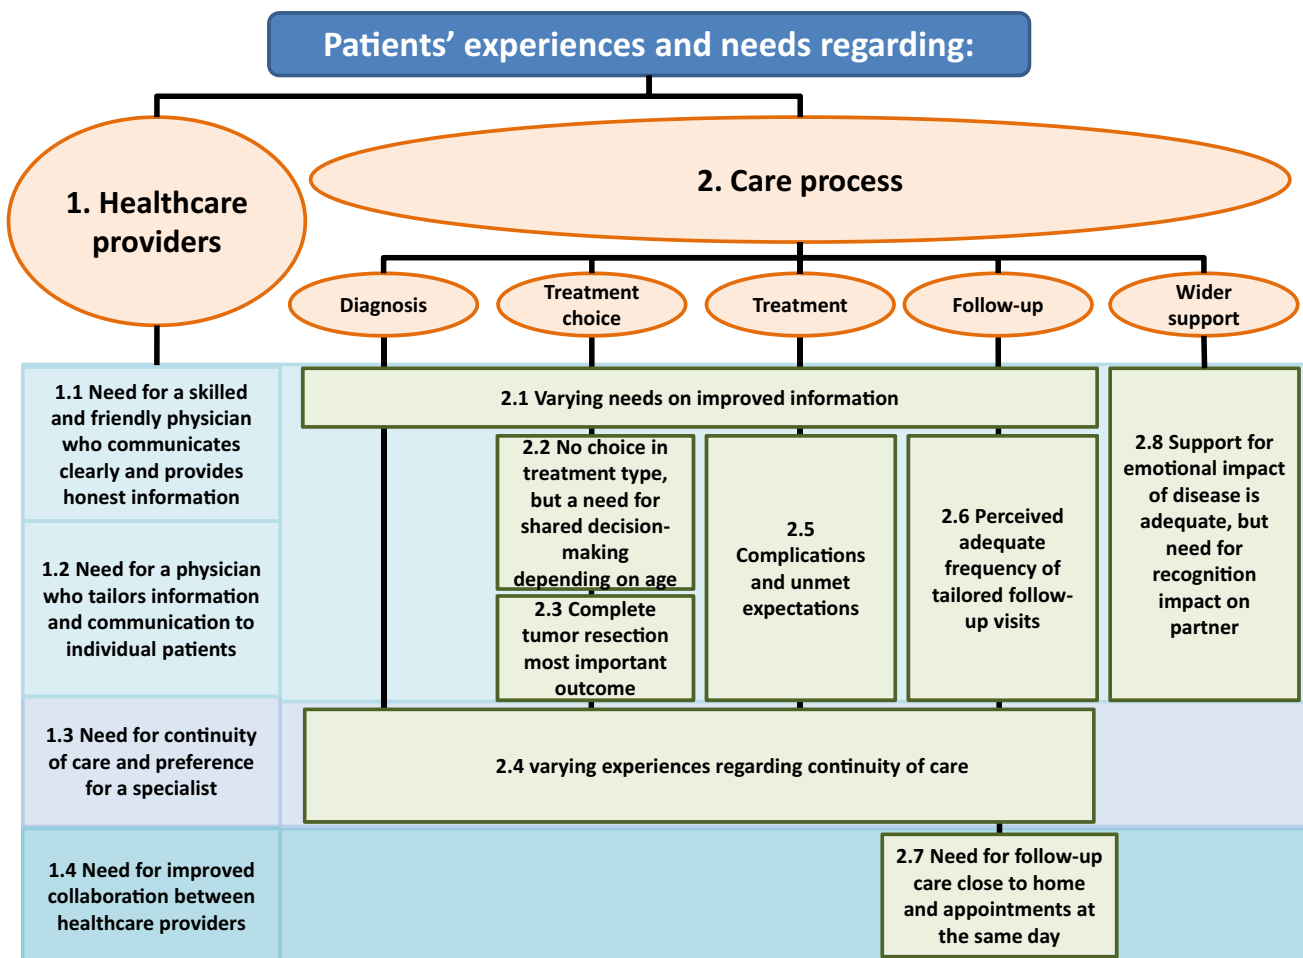 Patients’ experiences and needs regarding:
1. Healthcare
providers
2. Care process
Diagnosis
Treatment
choice
Treatment
Follow-up
Wider
support
1.1 Need for a skilled
and friendly physician
who communicates
clearly and provides
honest information
1.2 Need for a physician
who tailors information
and communication to
individual patients
1.3 Need for continuity
of care and preference
for a specialist
1.4 Need for improved
collaboration between
healthcare providers
2.1 Varying needs on improved information
2.2 No choice in
treatment type,
but a need for
shared decision-
making
depending on age
2.3 Complete
tumor resection
most important
outcome
2.5
Complications
and unmet
expectations
2.6 Perceived
adequate
frequency of
tailored follow-
up visits
2.8 Support for
emotional impact
of disease is
adequate, but
need for
recognition
impact on
partner
2.4 varying experiences regarding continuity of care
2.7 Need for follow-up
care close to home
and appointments at
the same day